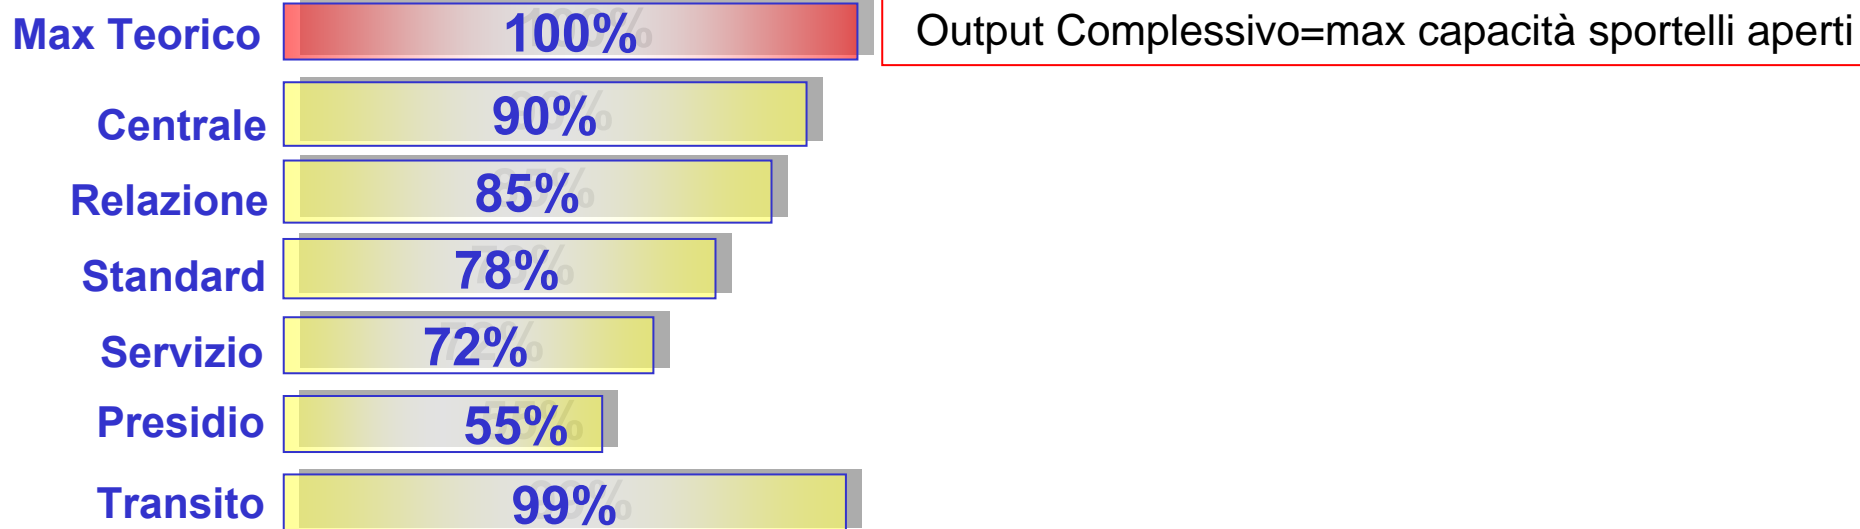 Max Teorico 100% Output Complessivo=max capacità sportelli aperti
Centrale 90%
Relazione 85%
Standard 78%
Servizio 72%
Presidio 55%
Transito 99%